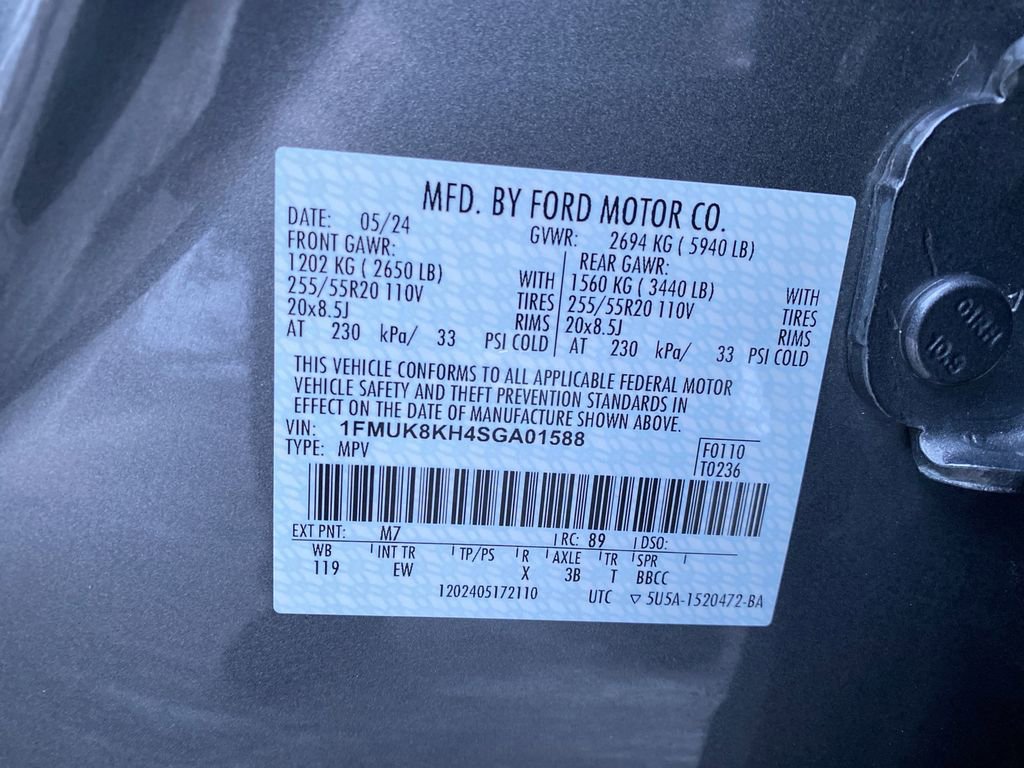 MFD. BY FORD MOTOR CO.
DATE: 05/24 GVWR: 2694 KG ( 5940 LB)
FRONT GAWR: REAR GAWR:
1202 KG ( 2650 LB) WITH 1560 KG ( 3440 LB) WITH
255/55R20 110V TIRES 255/55R20 110V TIRES
20x8.5J RIMS 20x8.5J RIMS
AT 230 kPa/ 33 PSI COLD AT 230 kPa/ 33 PSI COLD
THIS VEHICLE CONFORMS TO ALL APPLICABLE FEDERAL MOTOR
VEHICLE SAFETY AND THEFT PREVENTION STANDARDS IN
EFFECT ON THE DATE OF MANUFACTURE SHOWN ABOVE.
VIN: 1FMUK8KH4SGA01588
TYPE: MPV
F0110
T0236
EXT PNT: M7 RC: 89 DSO:
WB INT TR TP/PS R AXLE TR SPR
119 EW X 3B T BBCC
1202405172110 UTC ▽ 5U5A-1520472-BA